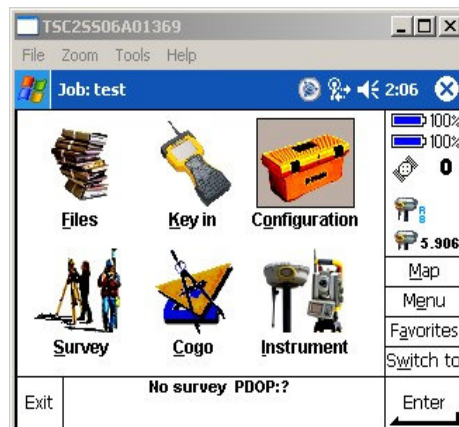 TSC2SS06A01369
File Zoom Tools Help
Job: test 2:06
100%
100%
0
R
8
5.906
Files Key in Configuration
Survey Cogo Instrument
Map
Menu
Favorites
Switch to
No survey PDOP:?
Exit
Enter